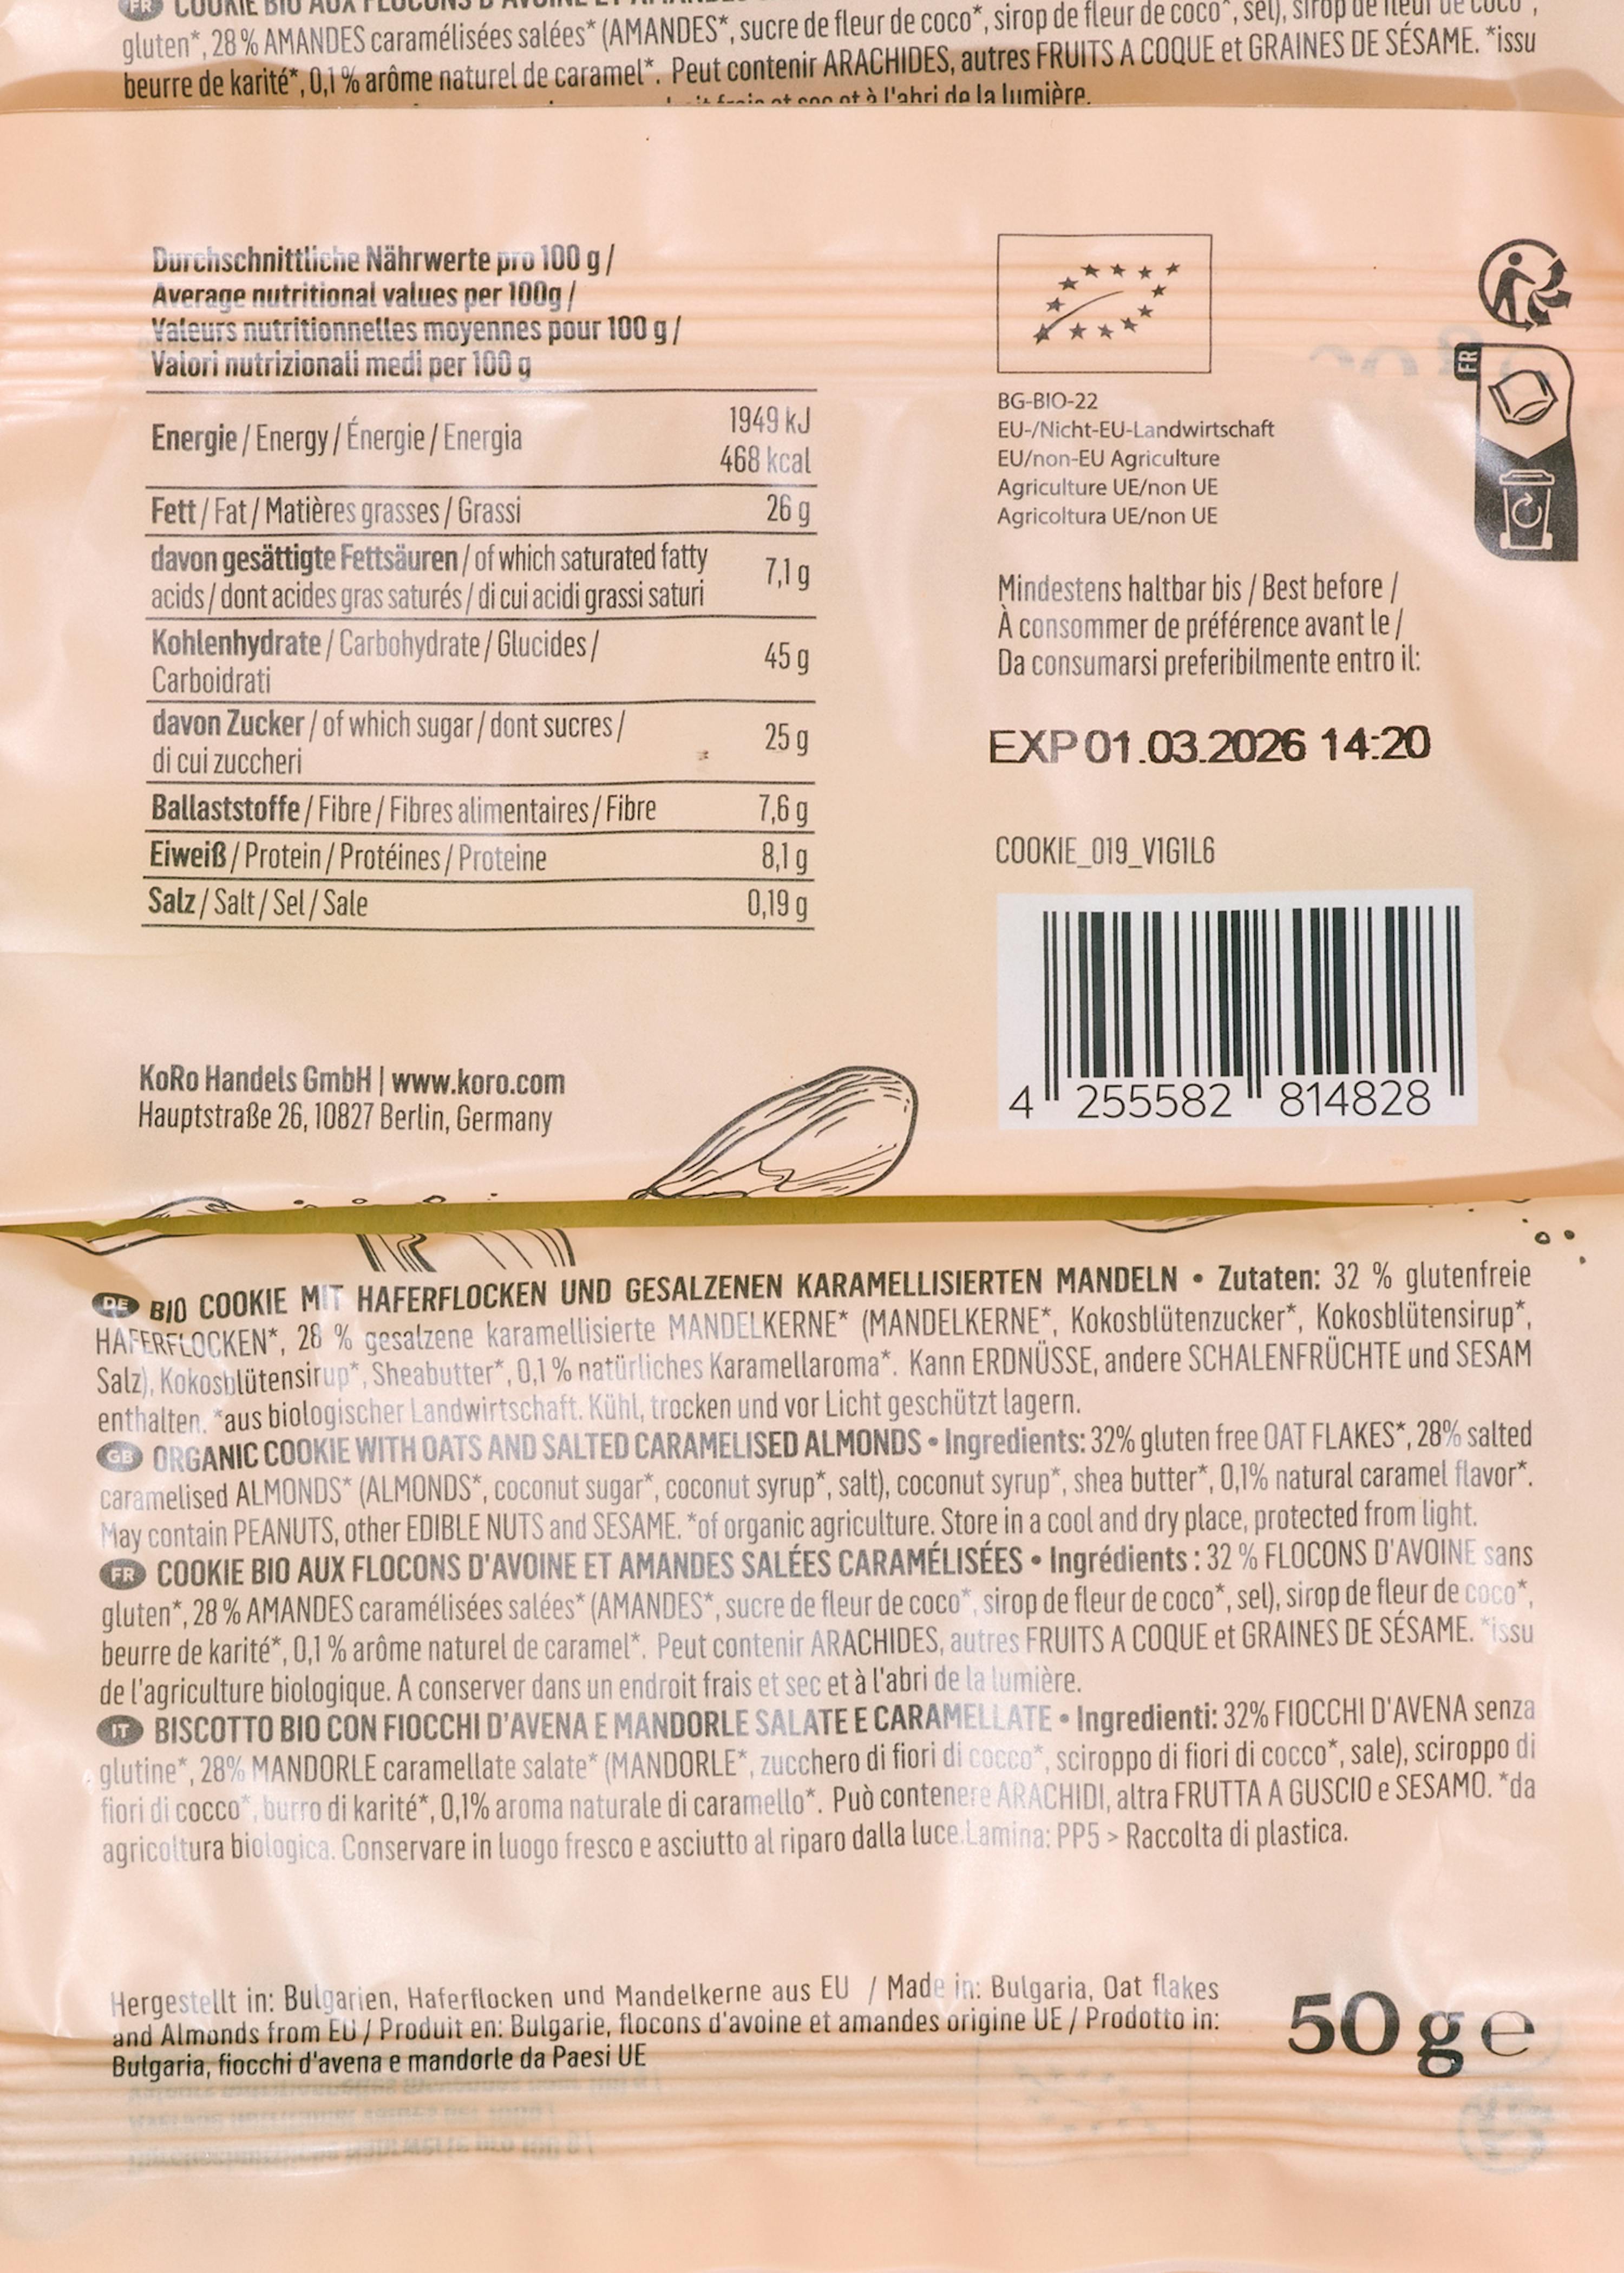 FR COOKIE BIO AUX FLOCONS D'AVOINE ET
gluten*, 28 % AMANDES caramélisées salées* (AMANDES*, sucre de fleur de coco*, sirop de fleur de coco*, sel), sirop de fleur de coco*,
beurre de karité*, 0,1 % arôme naturel de caramel*. Peut contenir ARACHIDES, autres FRUITS A COQUE et GRAINES DE SÉSAME. *issu
frais et sec et à l'abri de la lumière.
Durchschnittliche Nährwerte pro 100 g /
Average nutritional values per 100g /
Valeurs nutritionnelles moyennes pour 100 g /
Valori nutrizionali medi per 100 g
Energie / Energy / Énergie / Energia 1949 kJ
468 kcal
Fett / Fat / Matières grasses / Grassi 26 g
davon gesättigte Fettsäuren / of which saturated fatty
acids / dont acides gras saturés / di cui acidi grassi saturi 7,1 g
Kohlenhydrate / Carbohydrate / Glucides /
Carboidrati 45 g
davon Zucker / of which sugar / dont sucres /
di cui zuccheri 25 g
Ballaststoffe / Fibre / Fibres alimentaires / Fibre 7,6 g
Eiweiß / Protein / Protéines / Proteine 8,1 g
Salz / Salt / Sel / Sale 0,19 g
KoRo Handels GmbH | www.koro.com
Hauptstraße 26, 10827 Berlin, Germany
FR
BG-BIO-22
EU-/Nicht-EU-Landwirtschaft
EU/non-EU Agriculture
Agriculture UE/non UE
Agricoltura UE/non UE
Mindestens haltbar bis / Best before /
À consommer de préférence avant le /
Da consumarsi preferibilmente entro il:
EXP 01.03.2026 14:20
COOKIE_019_V1G1L6
4 255582 814828
DE BIO COOKIE MIT HAFERFLOCKEN UND GESALZENEN KARAMELLISIERTEN MANDELN • Zutaten: 32 % glutenfreie
HAFERFLOCKEN*, 28 % gesalzene karamellisierte MANDELKERNE* (MANDELKERNE*, Kokosblütenzucker*, Kokosblütensirup*,
Salz), Kokosblütensirup*, Sheabutter*, 0,1 % natürliches Karamellaroma*. Kann ERDNÜSSE, andere SCHALENFRÜCHTE und SESAM
enthalten. *aus biologischer Landwirtschaft. Kühl, trocken und vor Licht geschützt lagern.
GB ORGANIC COOKIE WITH OATS AND SALTED CARAMELISED ALMONDS • Ingredients: 32% gluten free OAT FLAKES*, 28% salted
caramelised ALMONDS* (ALMONDS*, coconut sugar*, coconut syrup*, salt), coconut syrup*, shea butter*, 0,1% natural caramel flavor*.
May contain PEANUTS, other EDIBLE NUTS and SESAME. *of organic agriculture. Store in a cool and dry place, protected from light.
FR COOKIE BIO AUX FLOCONS D'AVOINE ET AMANDES SALÉES CARAMÉLISÉES • Ingrédients : 32 % FLOCONS D'AVOINE sans
gluten*, 28 % AMANDES caramélisées salées* (AMANDES*, sucre de fleur de coco*, sirop de fleur de coco*, sel), sirop de fleur de coco*,
beurre de karité*, 0,1 % arôme naturel de caramel*. Peut contenir ARACHIDES, autres FRUITS A COQUE et GRAINES DE SÉSAME. *issu
de l'agriculture biologique. A conserver dans un endroit frais et sec et à l'abri de la lumière.
IT BISCOTTO BIO CON FIOCCHI D'AVENA E MANDORLE SALATE E CARAMELLATE • Ingredienti: 32% FIOCCHI D'AVENA senza
glutine*, 28% MANDORLE caramellate salate* (MANDORLE*, zucchero di fiori di cocco*, sciroppo di fiori di cocco*, sale), sciroppo di
fiori di cocco*, burro di karité*, 0,1% aroma naturale di caramello*. Può contenere ARACHIDI, altra FRUTTA A GUSCIO e SESAMO. *da
agricoltura biologica. Conservare in luogo fresco e asciutto al riparo dalla luce.Lamina: PP5 > Raccolta di plastica.
Hergestellt in: Bulgarien, Haferflocken und Mandelkerne aus EU / Made in: Bulgaria, Oat flakes
and Almonds from EU / Produit en: Bulgarie, flocons d'avoine et amandes origine UE / Prodotto in:
Bulgaria, fiocchi d'avena e mandorle da Paesi UE
50 g e